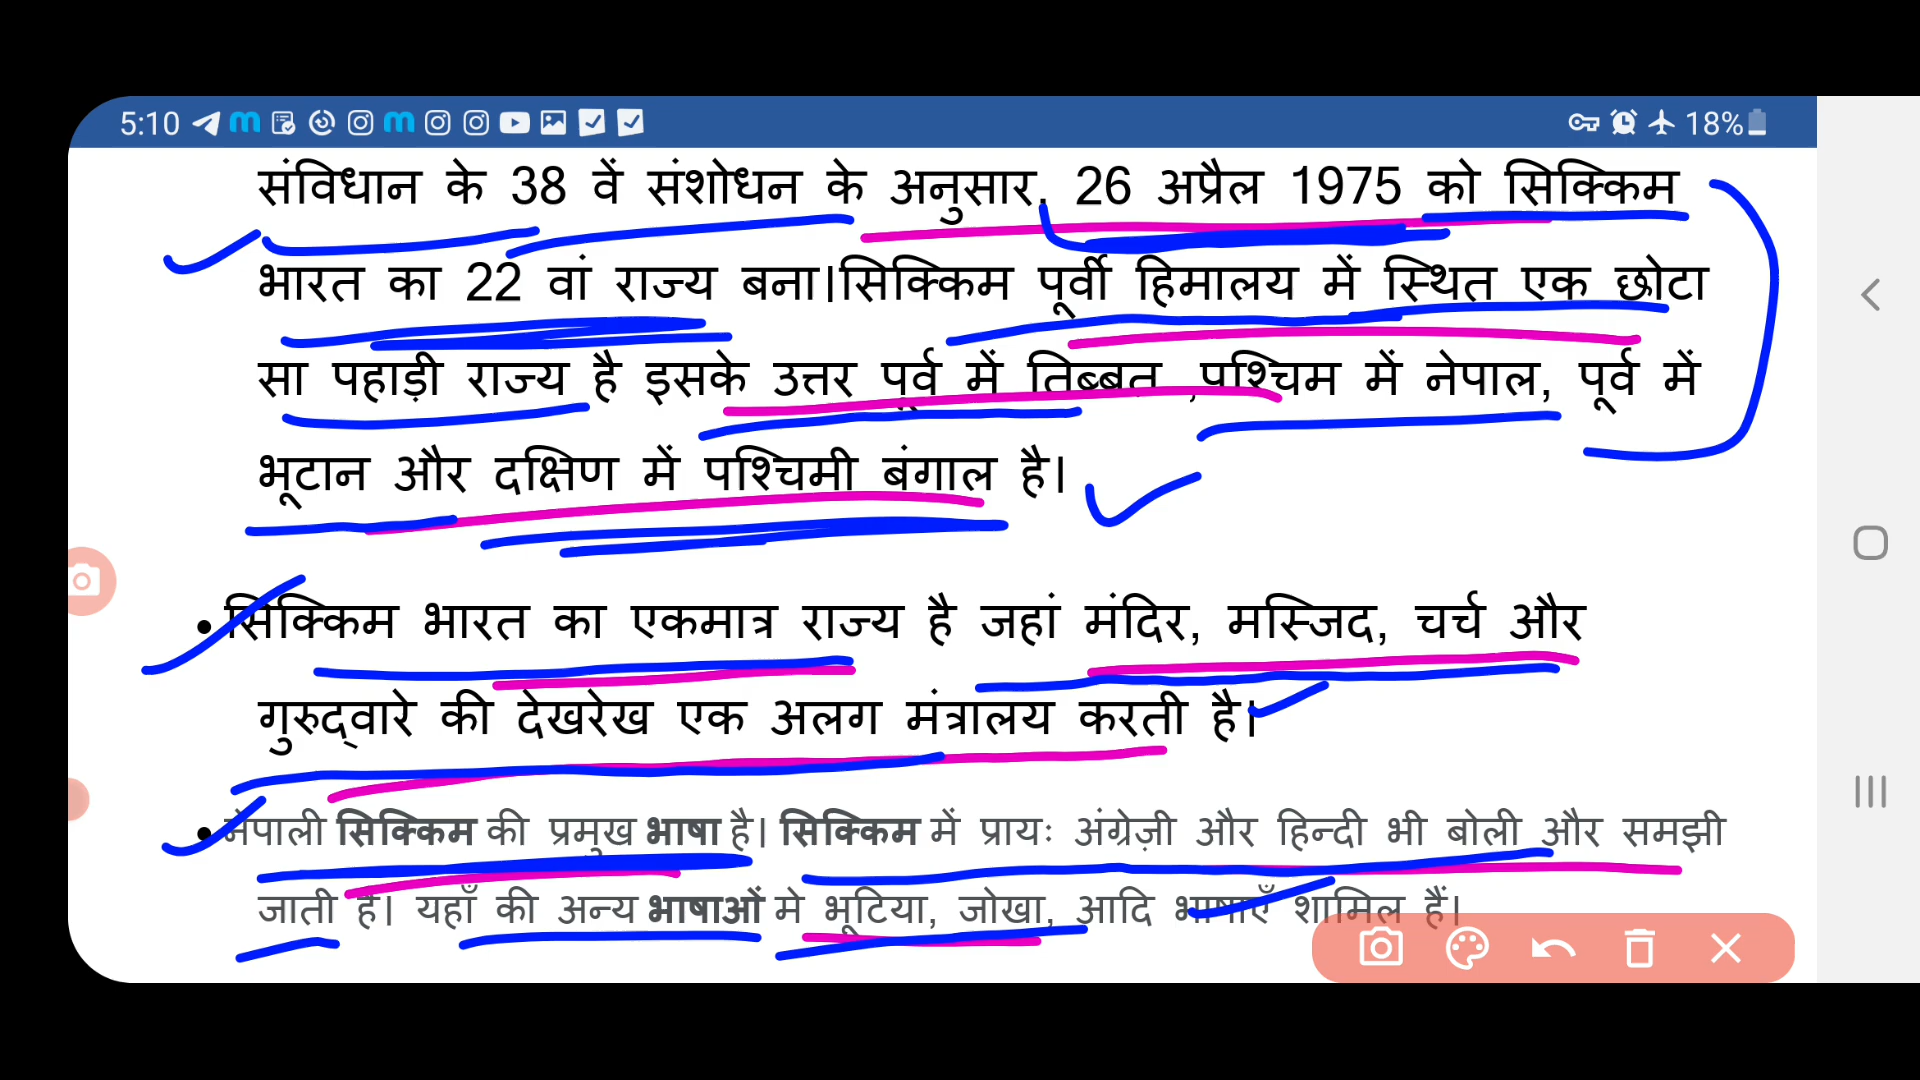 5:10 18%
संविधान के 38 वें संशोधन के अनुसार, 26 अप्रैल 1975 को सिक्किम
भारत का 22 वां राज्य बना।सिक्किम पूर्वी हिमालय में स्थित एक छोटा
सा पहाड़ी राज्य है इसके उत्तर पूर्व में तिब्बत ,पश्चिम में नेपाल, पूर्व में
भूटान और दक्षिण में पश्चिमी बंगाल है।
• सिक्किम भारत का एकमात्र राज्य है जहां मंदिर, मस्जिद, चर्च और
गुरुद्वारे की देखरेख एक अलग मंत्रालय करती है।
• नेपाली सिक्किम की प्रमुख भाषा है। सिक्किम में प्रायः अंग्रेज़ी और हिन्दी भी बोली और समझी
जाती हैं। यहाँ की अन्य भाषाओं मे भूटिया, जोखा, आदि भाषाएँ शामिल हैं।